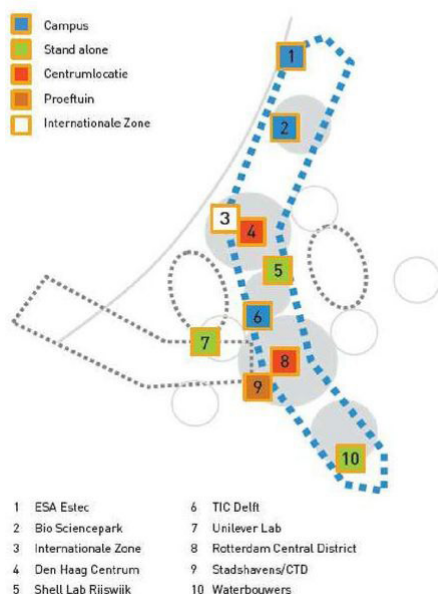 Campus
Stand alone
Centrumlocatie
Proeftuin
Internationale Zone
1
2
3
4
5
6
7
8
9
10
1 ESA Estec
2 Bio Sciencepark
3 Internationale Zone
4 Den Haag Centrum
5 Shell Lab Rijswijk
6 TIC Delft
7 Unilever Lab
8 Rotterdam Central District
9 Stadshavens/CTD
10 Waterbouwers